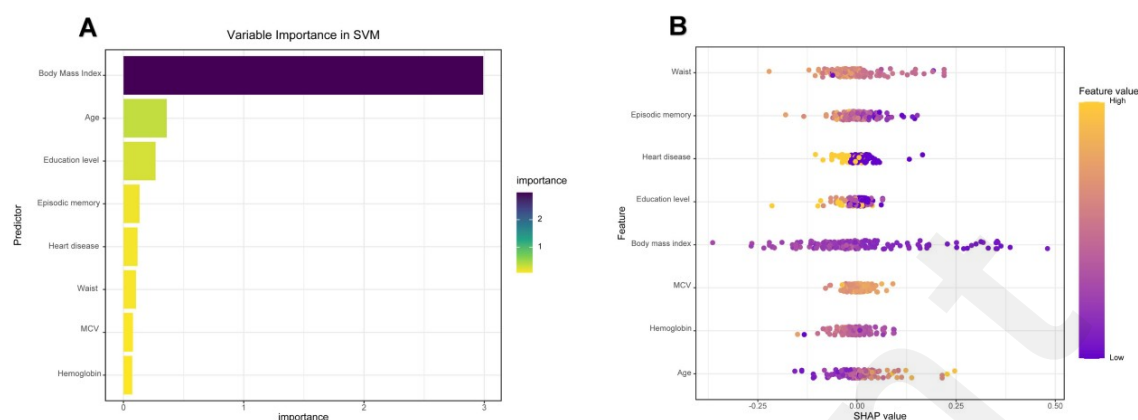 A
Variable Importance in SVM
Body Mass Index
Age
Education level
Episodic memory
Heart disease
Waist
MCV
Hemoglobin
Predictor
0
1
2
3
importance
importance
2
1
B
Waist
Episodic memory
Heart disease
Education level
Body mass index
MCV
Hemoglobin
Age
Feature
-0.25
0.00
0.25
0.50
SHAP value
Feature value
High
Low